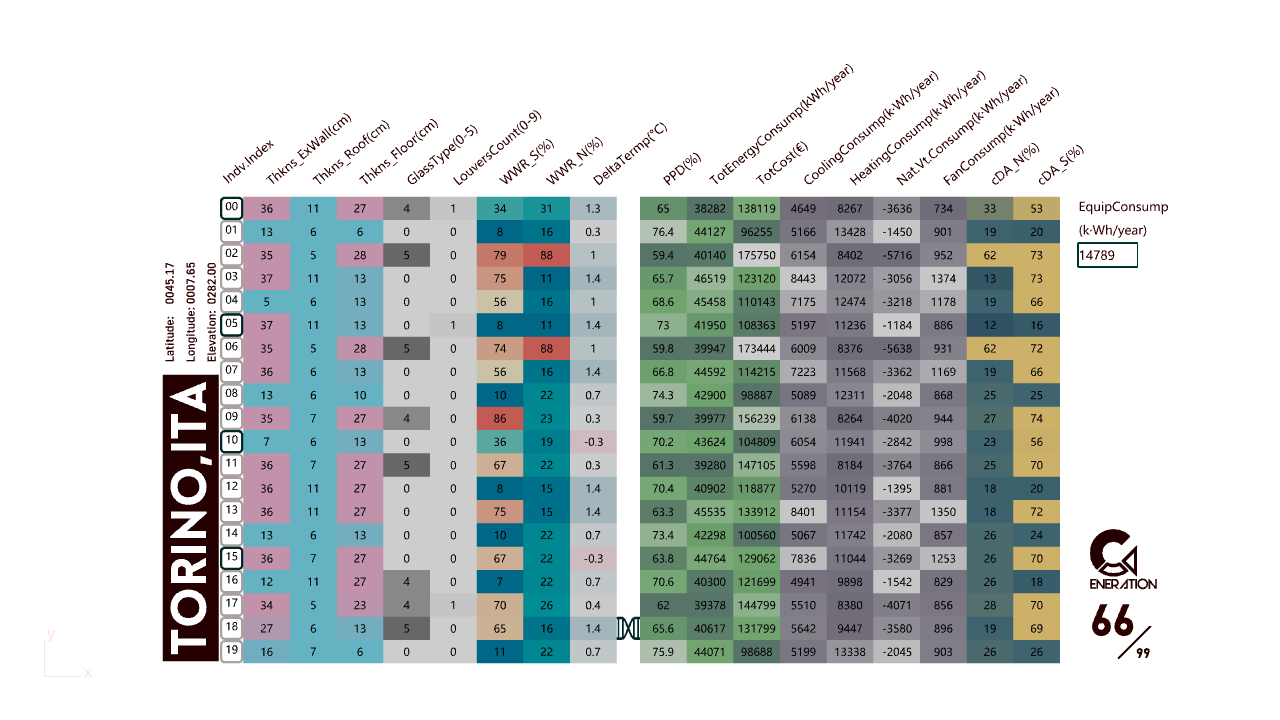 Indv.Index Thkns_ExWall(cm) Thkns_Roof(cm) Thkns_Floor(cm) GlassType(0-5) LouversCount(0-9) WWR_S(%) WWR_N(%) DeltaTermp(°C) PPD(%) TotEnergyConsump(kWh/year) TotCost(€) CoolingConsump(k·Wh/year) HeatingConsump(k·Wh/year) Nat.Vt.Consump(k·Wh/year) FanConsump(k·Wh/year) cDA_N(%) cDA_S(%)
00 36 11 27 4 1 34 31 1.3 65 38282 138119 4649 8267 -3636 734 33 53
01 13 6 6 0 0 8 16 0.3 76.4 44127 96255 5166 13428 -1450 901 19 20
02 35 5 28 5 0 79 88 1 59.4 40140 175750 6154 8402 -5716 952 62 73
03 37 11 13 0 0 75 11 1.4 65.7 46519 123120 8443 12072 -3056 1374 13 73
04 5 6 13 0 0 56 16 1 68.6 45458 110143 7175 12474 -3218 1178 19 66
05 37 11 13 0 1 8 11 1.4 73 41950 108363 5197 11236 -1184 886 12 16
06 35 5 28 5 0 74 88 1 59.8 39947 173444 6009 8376 -5638 931 62 72
07 36 6 13 0 0 56 16 1.4 66.8 44592 114215 7223 11568 -3362 1169 19 66
08 13 6 10 0 0 10 22 0.7 74.3 42900 98887 5089 12311 -2048 868 25 25
09 35 7 27 4 0 86 23 0.3 59.7 39977 156239 6138 8264 -4020 944 27 74
10 7 6 13 0 0 36 19 -0.3 70.2 43624 104809 6054 11941 -2842 998 23 56
11 36 7 27 5 0 67 22 0.3 61.3 39280 147105 5598 8184 -3764 866 25 70
12 36 11 27 0 0 8 15 1.4 70.4 40902 118877 5270 10119 -1395 881 18 20
13 36 11 27 0 0 75 15 1.4 63.3 45535 133912 8401 11154 -3377 1350 18 72
14 13 6 13 0 0 10 22 0.7 73.4 42298 100560 5067 11742 -2080 857 26 24
15 36 7 27 0 0 67 22 -0.3 63.8 44764 129062 7836 11044 -3269 1253 26 70
16 12 11 27 4 0 7 22 0.7 70.6 40300 121699 4941 9898 -1542 829 26 18
17 34 5 23 4 1 70 26 0.4 62 39378 144799 5510 8380 -4071 856 28 70
18 27 6 13 5 0 65 16 1.4 65.6 40617 131799 5642 9447 -3580 896 19 69
19 16 7 6 0 0 11 22 0.7 75.9 44071 98688 5199 13338 -2045 903 26 26
Latitude: 0045.17
Longitude: 0007.65
Elevation: 0282.00
TORINO,ITA
EquipConsump
(k·Wh/year)
14789
ENERATION
66/99
y
x